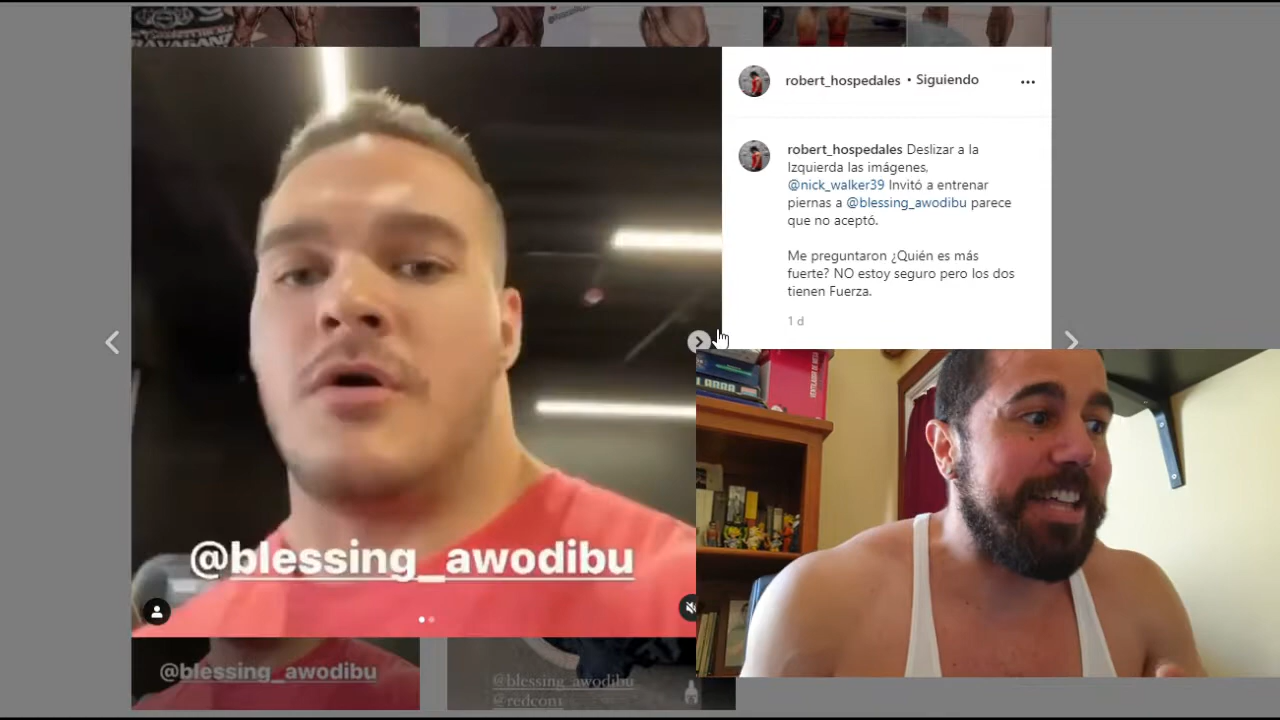 robert_hospedales • Siguiendo
robert_hospedales Deslizar a la
Izquierda las imágenes,
@nick_walker39 Invitó a entrenar
piernas a @blessing_awodibu parece
que no aceptó.
Me preguntaron ¿Quién es más
fuerte? NO estoy seguro pero los dos
tienen Fuerza.
1 d
@blessing_awodibu
@blessing_awodibu
@blessing_awodibu
@redcon1